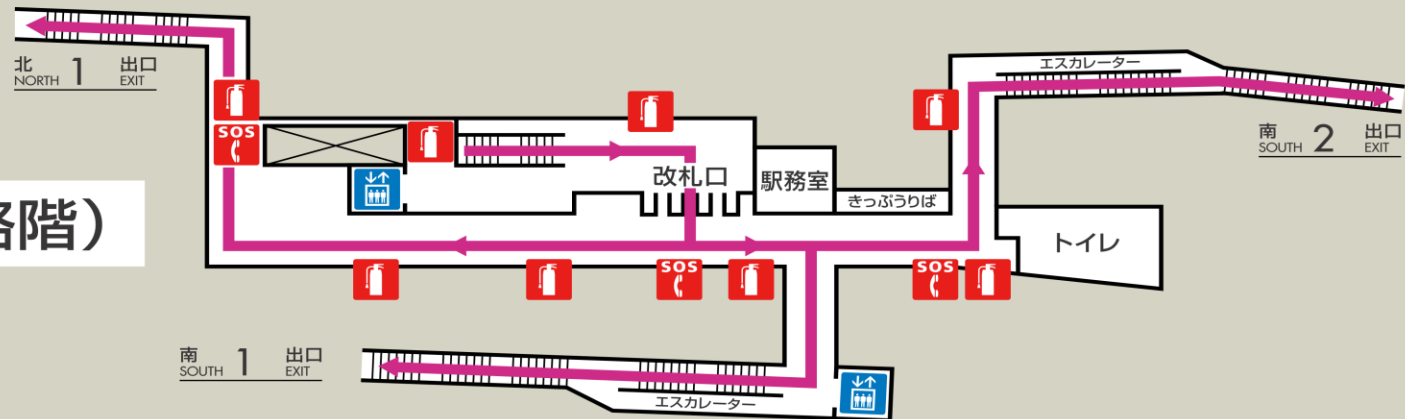 北 1 出口
NORTH EXIT
エスカレーター
南 2 出口
SOUTH EXIT
SOS
改札口
駅務室
きっぷうりば
階）
トイレ
SOS
SOS
南 1 出口
SOUTH EXIT
エスカレーター